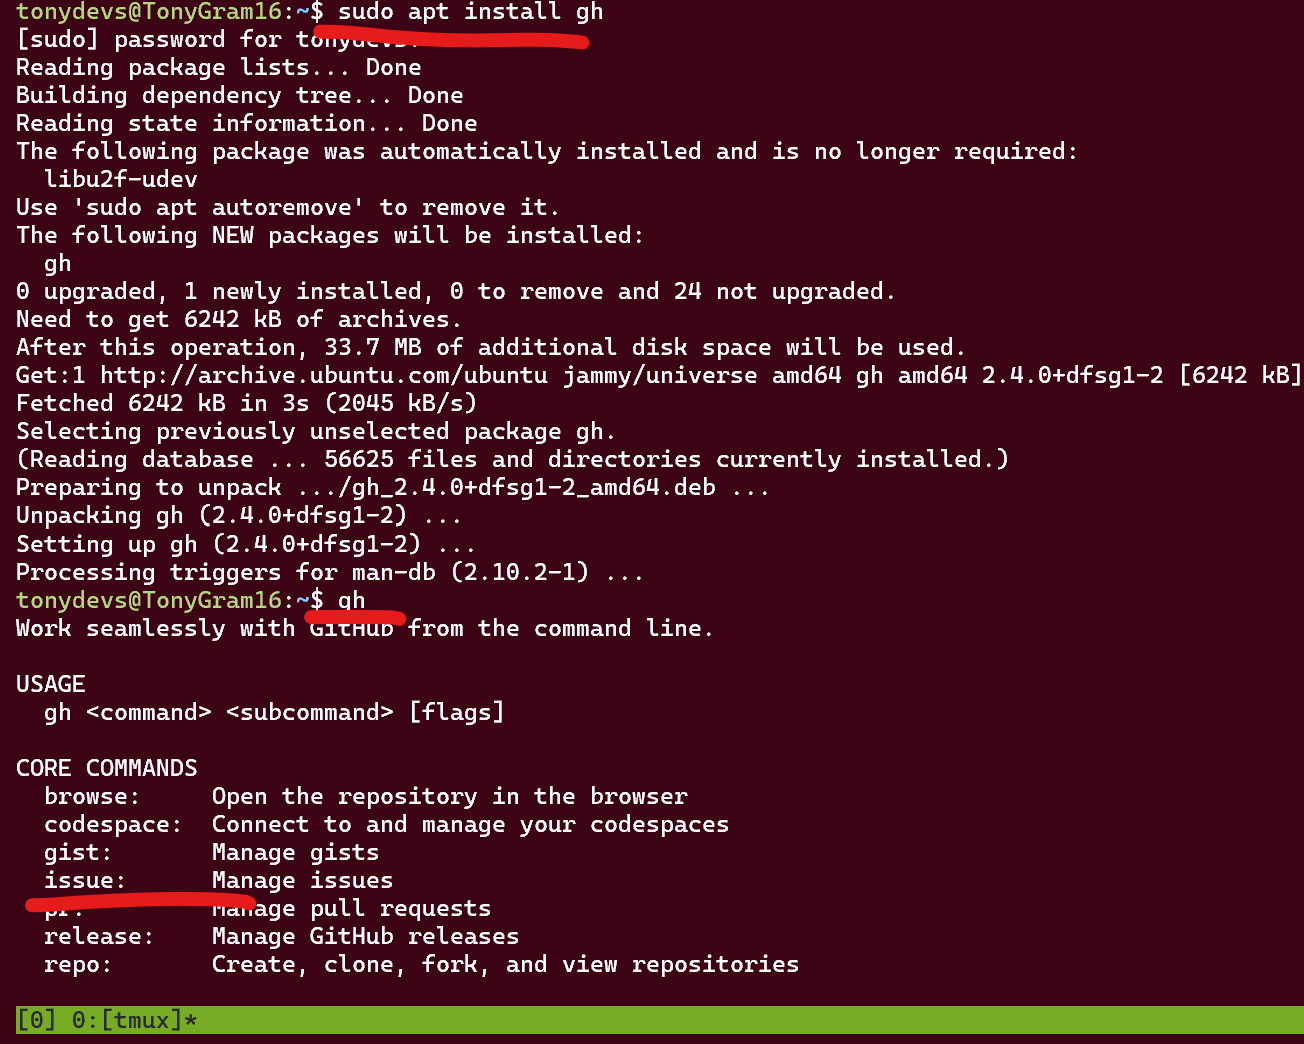 tonydevs@TonyGram16:~$ sudo apt install gh
[sudo] password for tonydevs:
Reading package lists... Done
Building dependency tree... Done
Reading state information... Done
The following package was automatically installed and is no longer required:
  libu2f-udev
Use 'sudo apt autoremove' to remove it.
The following NEW packages will be installed:
  gh
0 upgraded, 1 newly installed, 0 to remove and 24 not upgraded.
Need to get 6242 kB of archives.
After this operation, 33.7 MB of additional disk space will be used.
Get:1 http://archive.ubuntu.com/ubuntu jammy/universe amd64 gh amd64 2.4.0+dfsg1-2 [6242 kB]
Fetched 6242 kB in 3s (2045 kB/s)
Selecting previously unselected package gh.
(Reading database ... 56625 files and directories currently installed.)
Preparing to unpack .../gh_2.4.0+dfsg1-2_amd64.deb ...
Unpacking gh (2.4.0+dfsg1-2) ...
Setting up gh (2.4.0+dfsg1-2) ...
Processing triggers for man-db (2.10.2-1) ...
tonydevs@TonyGram16:~$ gh
Work seamlessly with GitHub from the command line.

USAGE
  gh <command> <subcommand> [flags]

CORE COMMANDS
  browse:     Open the repository in the browser
  codespace:  Connect to and manage your codespaces
  gist:       Manage gists
  issue:      Manage issues
  pr:         Manage pull requests
  release:    Manage GitHub releases
  repo:       Create, clone, fork, and view repositories

[0] 0:[tmux]*